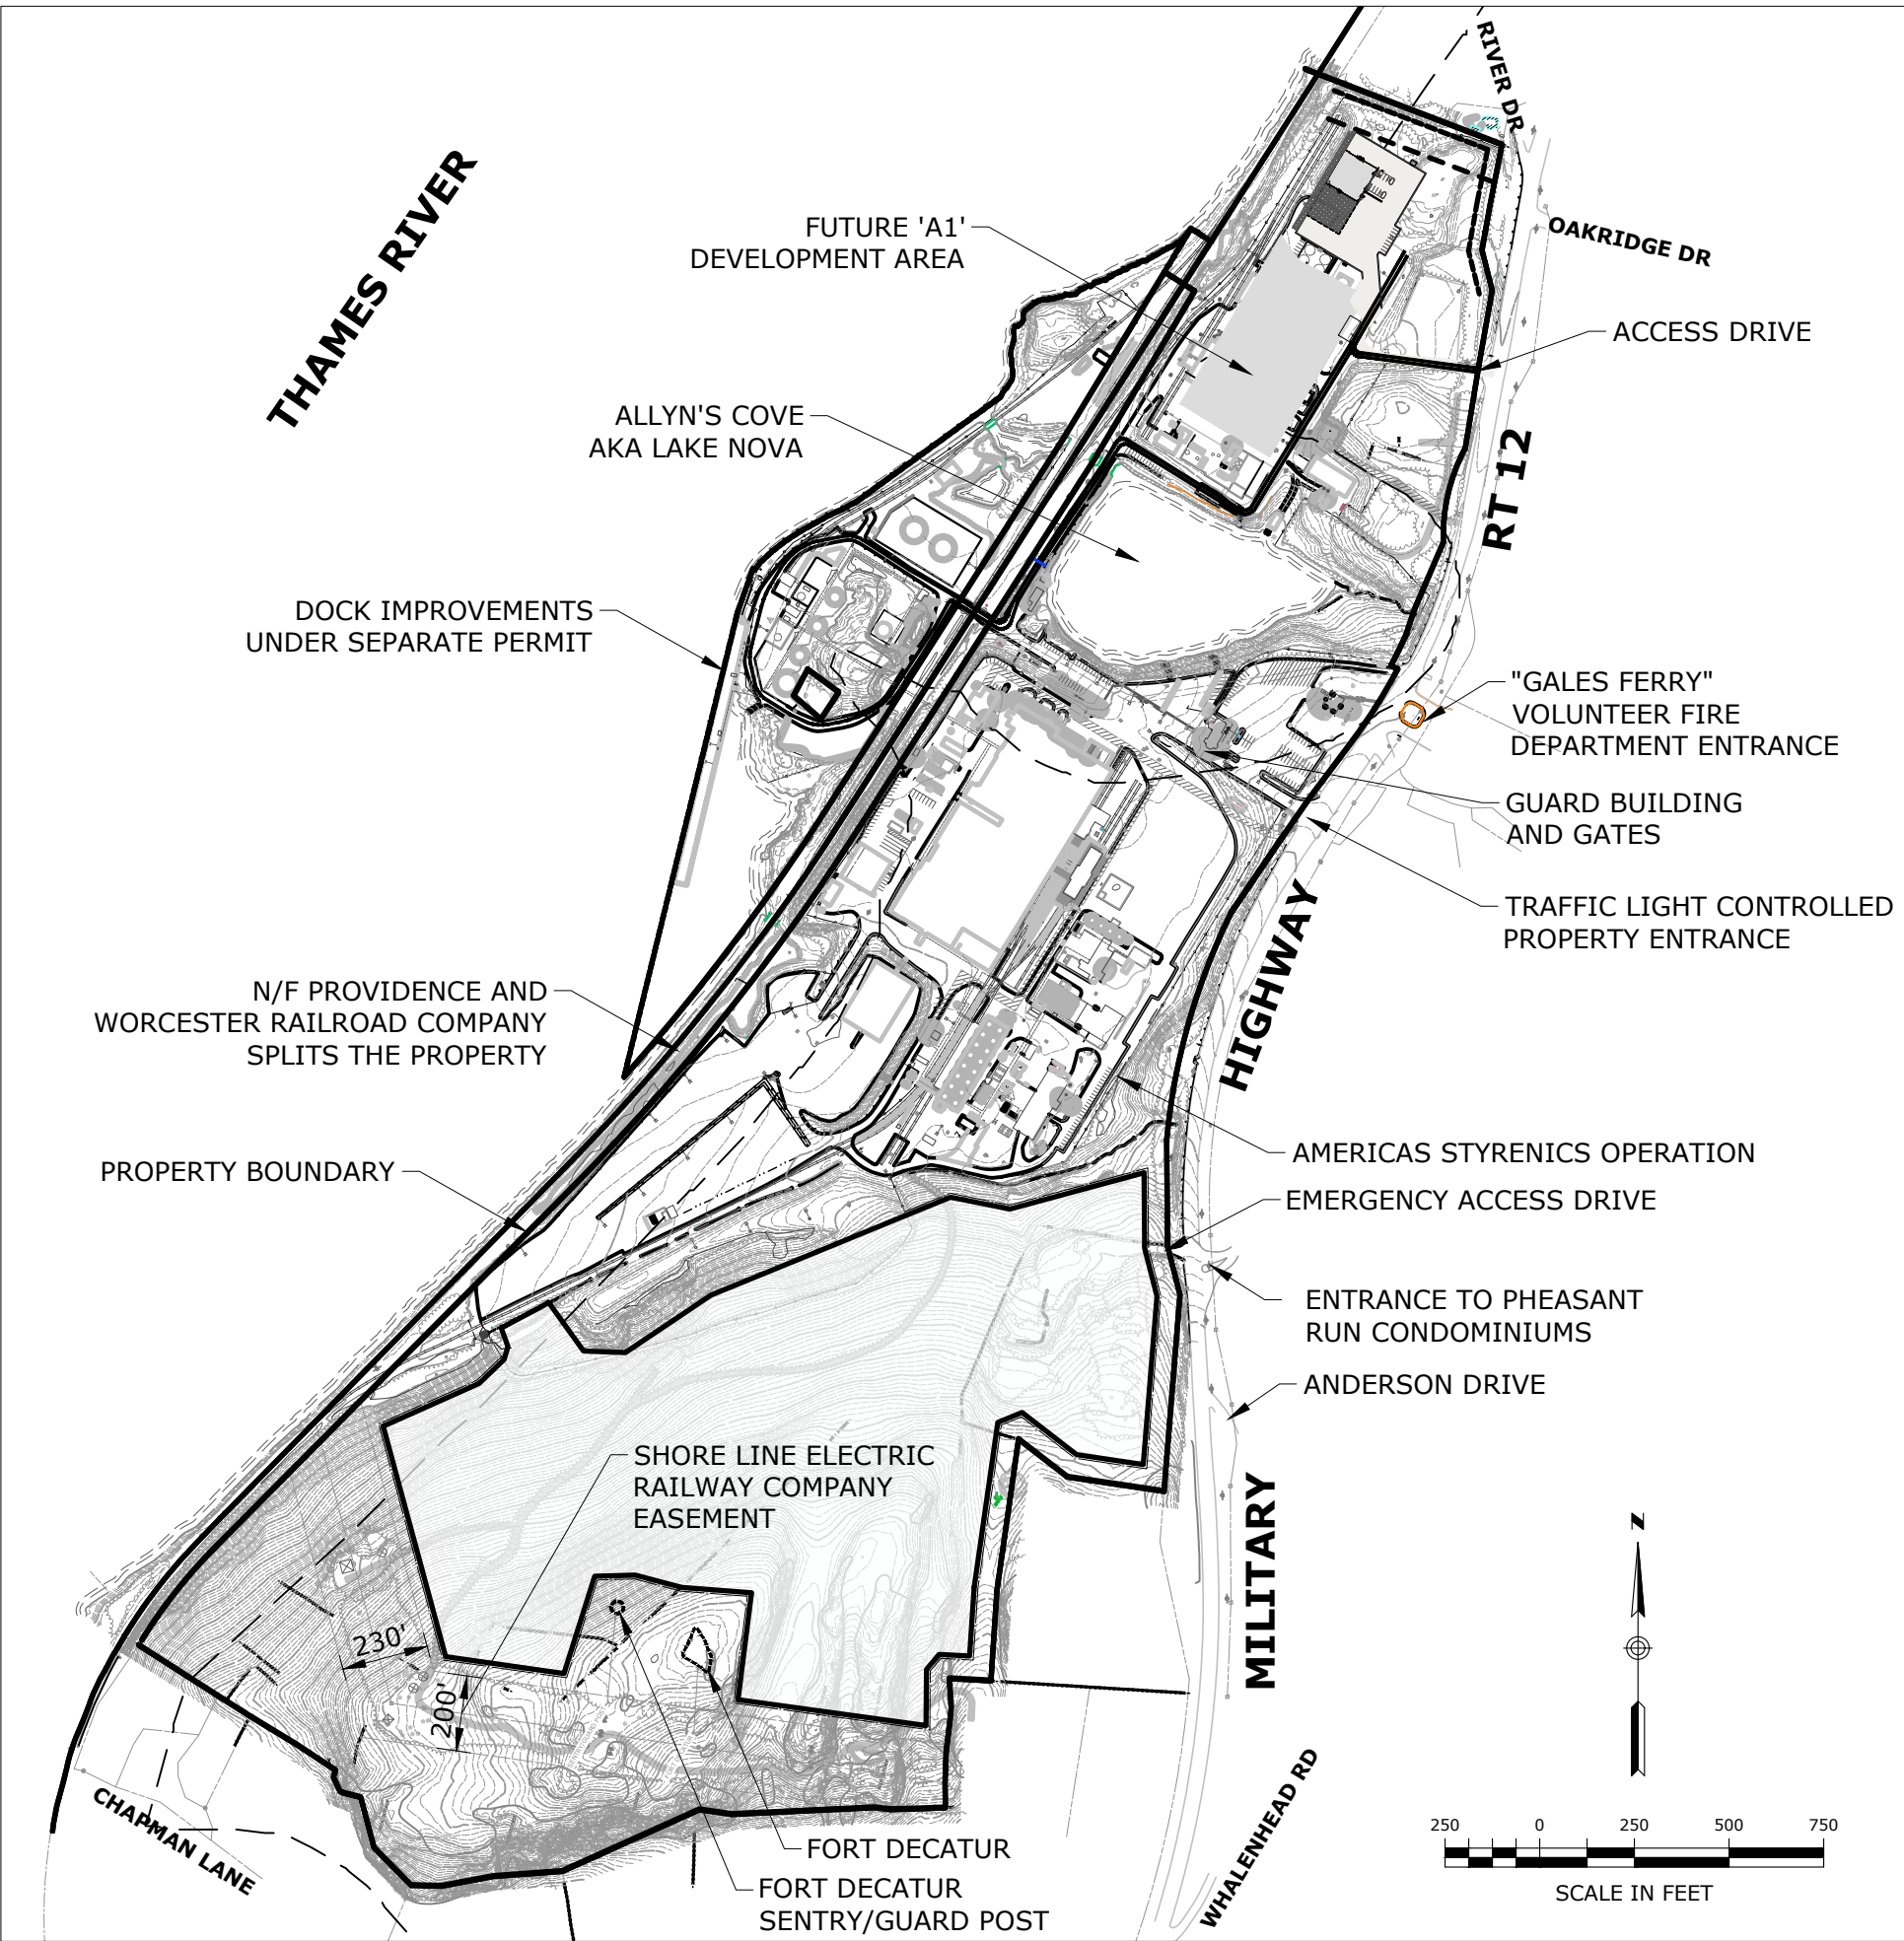 RIVER DR
THAMES RIVER
FUTURE 'A1'
DEVELOPMENT AREA
OAKRIDGE DR
ACCESS DRIVE
ALLYN'S COVE
AKA LAKE NOVA
RT 12
DOCK IMPROVEMENTS
UNDER SEPARATE PERMIT
"GALES FERRY"
VOLUNTEER FIRE
DEPARTMENT ENTRANCE
GUARD BUILDING
AND GATES
TRAFFIC LIGHT CONTROLLED
PROPERTY ENTRANCE
HIGHWAY
N/F PROVIDENCE AND
WORCESTER RAILROAD COMPANY
SPLITS THE PROPERTY
PROPERTY BOUNDARY
AMERICAS STYRENICS OPERATION
EMERGENCY ACCESS DRIVE
ENTRANCE TO PHEASANT
RUN CONDOMINIUMS
ANDERSON DRIVE
SHORE LINE ELECTRIC
RAILWAY COMPANY
EASEMENT
MILITARY
N
230'
200'
CHAPMAN LANE
WHALENHEAD RD
FORT DECATUR
FORT DECATUR
SENTRY/GUARD POST
250 0 250 500 750
SCALE IN FEET